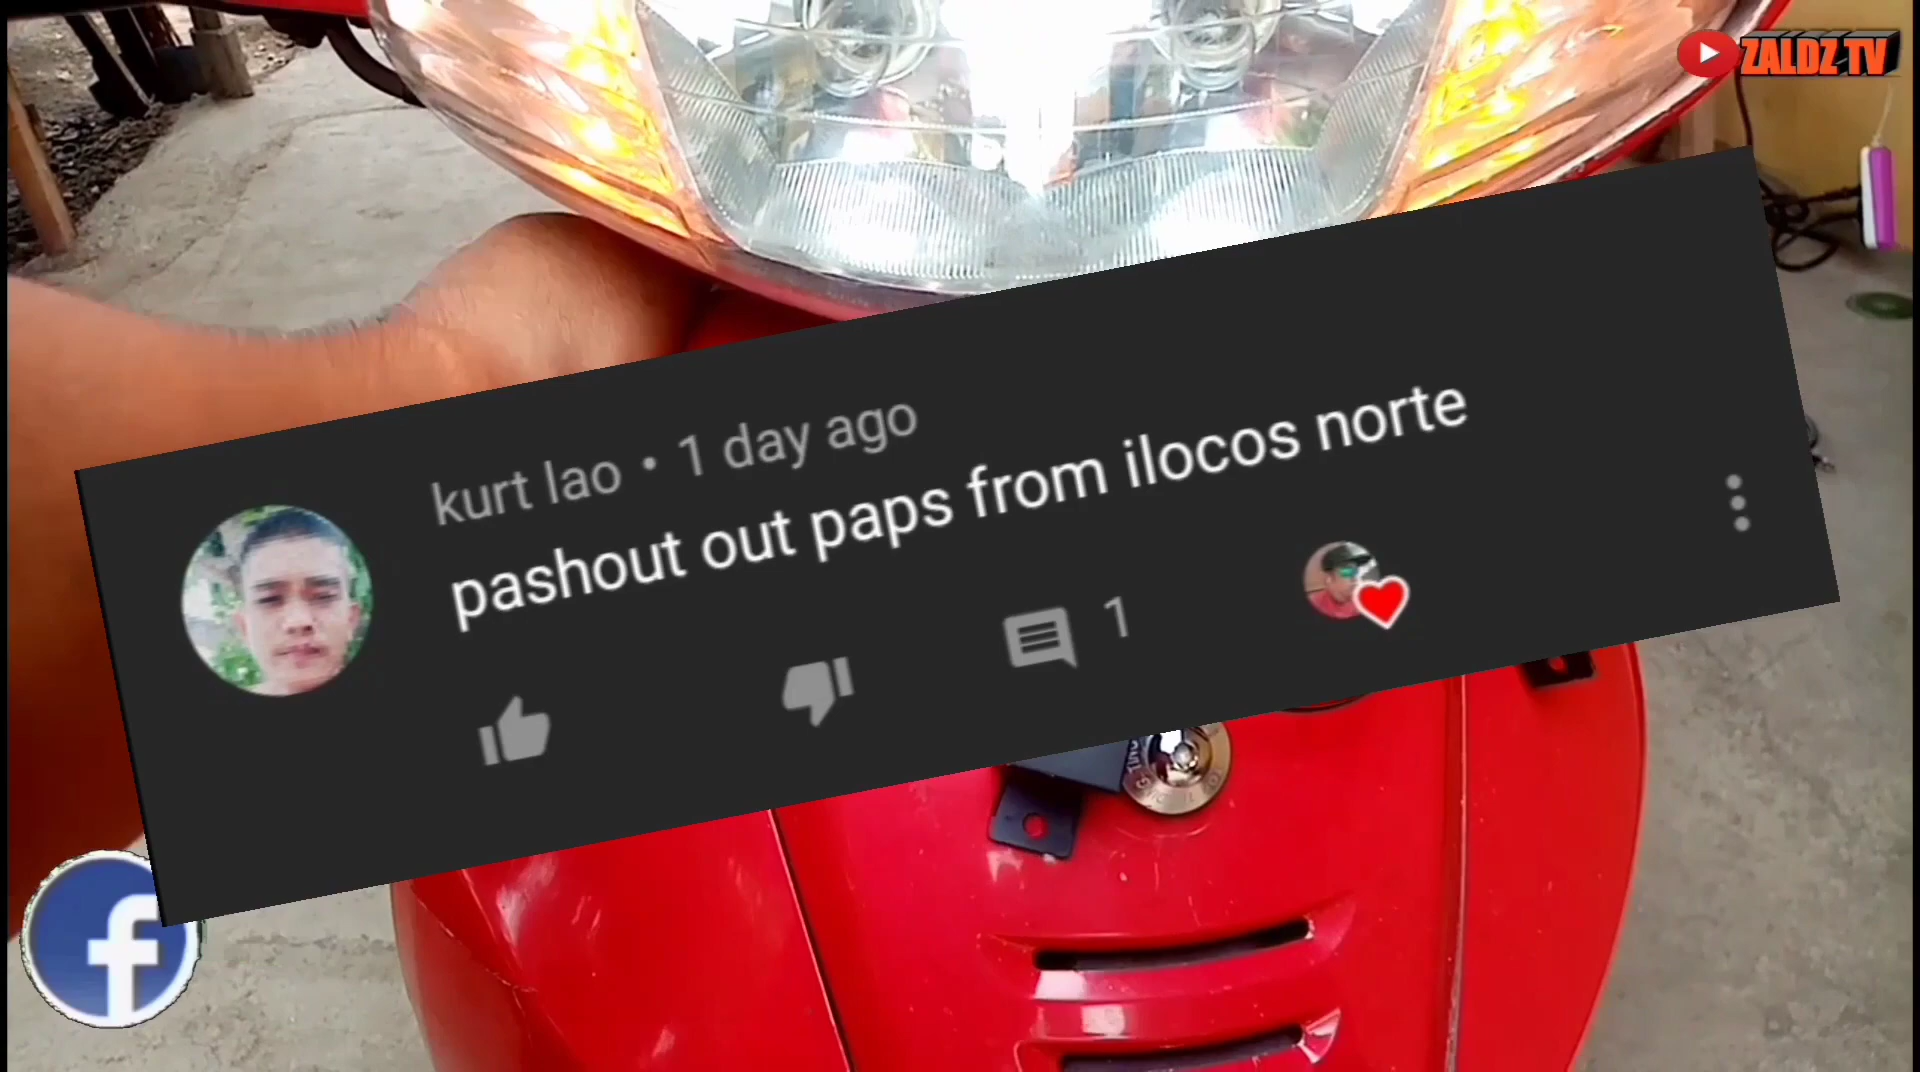 ZALDZ TV
kurt lao • 1 day ago
pashout out paps from ilocos norte
1
f